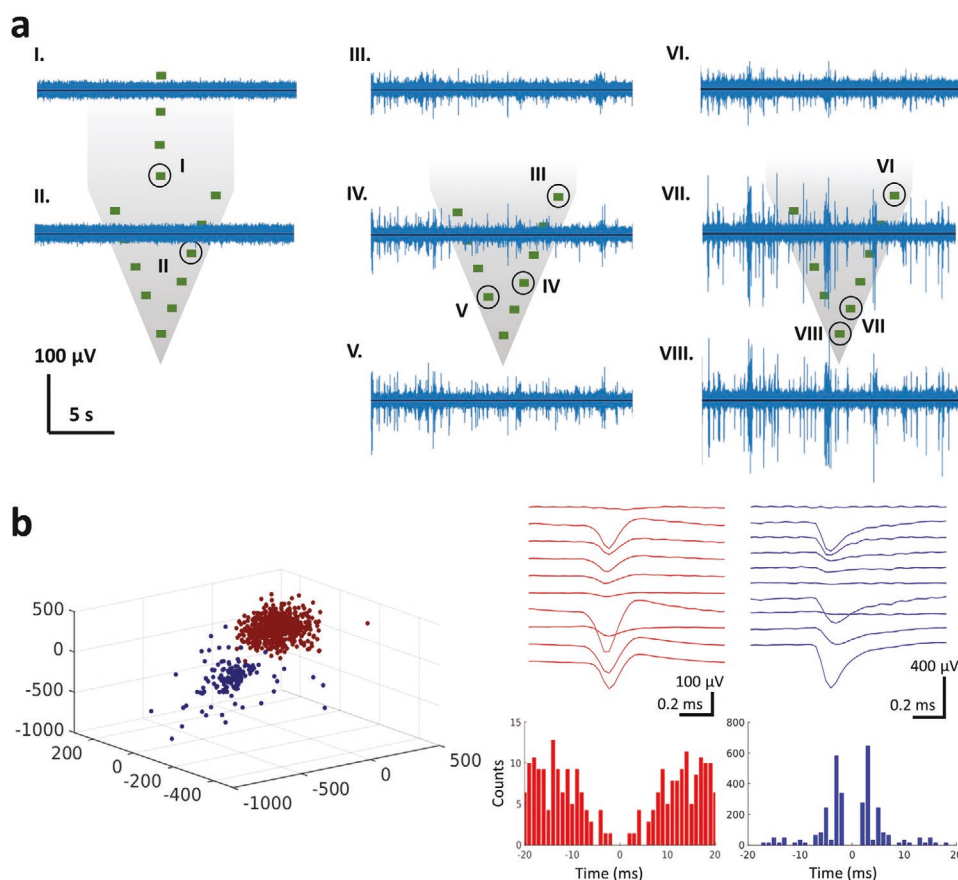 a
I.
III.
VI.
I
II.
III
IV.
VI
VII.
II
V
IV
VIII
VII
100 µV
5 s
V.
VIII.
b
500
0
-500
-1000
200
0
-200
-400
-1000
-500
0
500
100 µV
0.2 ms
400 µV
0.2 ms
Counts
15
10
5
0
-20
-10
0
10
20
Time (ms)
800
600
400
200
0
-20
-10
0
10
20
Time (ms)